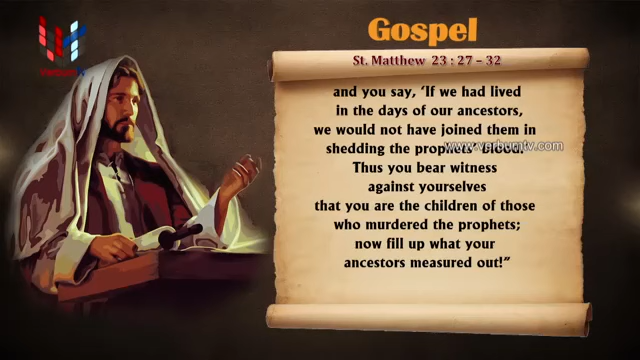 Gospel
St. Matthew 23 : 27 – 32
and you say, ‘If we had lived
in the days of our ancestors,
we would not have joined them in
shedding the prophets’ blood.’
www.verbumtv.com
Thus you bear witness
against yourselves
that you are the children of those
who murdered the prophets;
now fill up what your
ancestors measured out!”